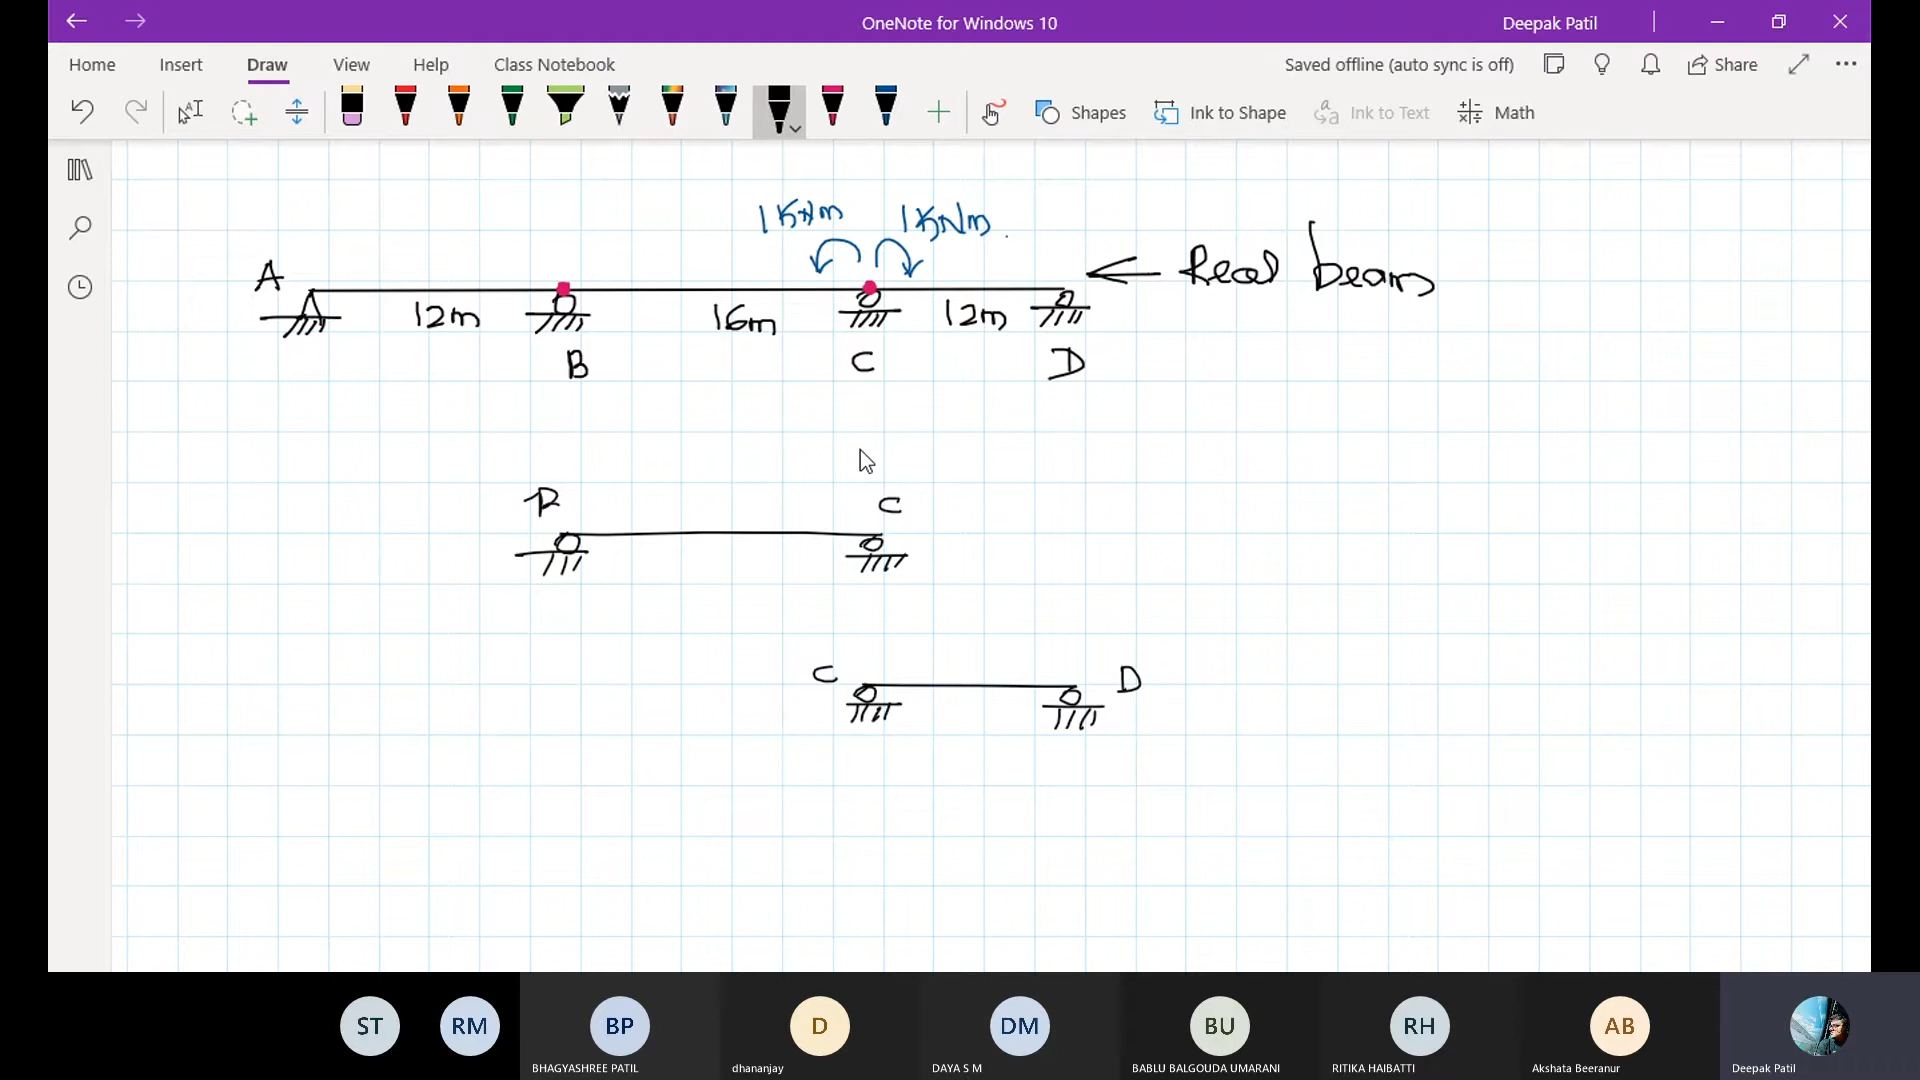 OneNote for Windows 10
Deepak Patil
Home Insert Draw View Help Class Notebook
Saved offline (auto sync is off) Share
Shapes Ink to Shape Ink to Text Math
1KNm 1KNm
A
← Real beam
12m 16m 12m
B C D
B C
C D
ST RM BP D DM BU RH AB
BHAGYASHREE PATIL dhananjay DAYA S M BABLU BALGOUDA UMARANI RITIKA HAIBATTI Akshata Beeranur Deepak Patil